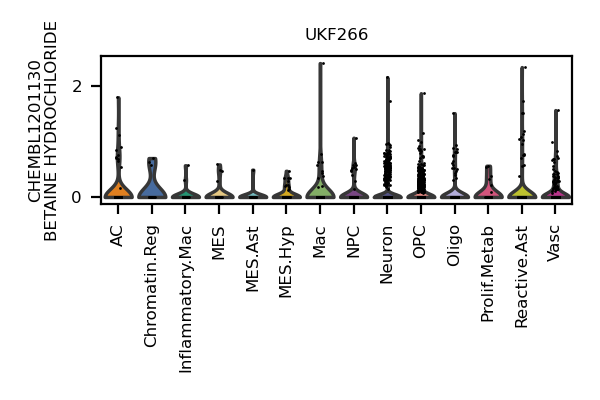 UKF266
CHEMBL1201130
BETAINE HYDROCHLORIDE
2
0
AC
Chromatin.Reg
Inflammatory.Mac
MES
MES.Ast
MES.Hyp
Mac
NPC
Neuron
OPC
Oligo
Prolif.Metab
Reactive.Ast
Vasc